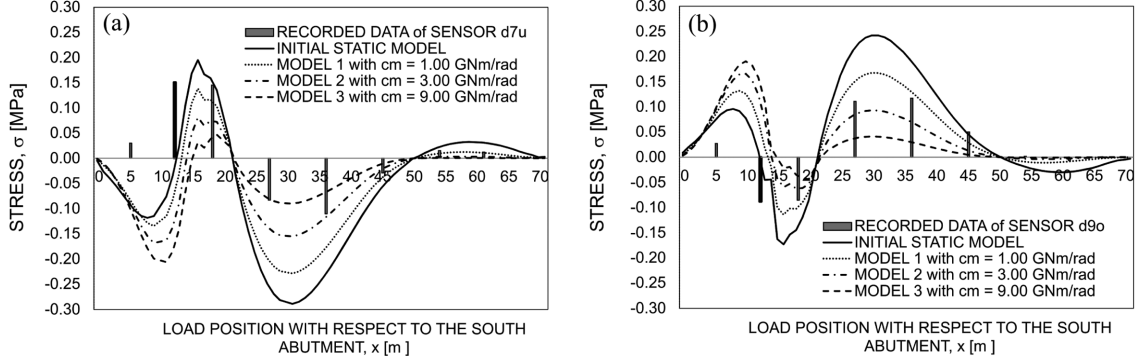 (a)
RECORDED DATA of SENSOR d7u
INITIAL STATIC MODEL
MODEL 1 with cm = 1.00 GNm/rad
MODEL 2 with cm = 3.00 GNm/rad
MODEL 3 with cm = 9.00 GNm/rad
STRESS, σ [MPa]
0.30
0.25
0.20
0.15
0.10
0.05
0.00
-0.05
-0.10
-0.15
-0.20
-0.25
-0.30
0 5 10 15 20 25 30 35 40 45 50 55 60 65 70
LOAD POSITION WITH RESPECT TO THE SOUTH
ABUTMENT, x [m ]
(b)
STRESS, σ [MPa]
0.30
0.25
0.20
0.15
0.10
0.05
0.00
-0.05
-0.10
-0.15
-0.20
-0.25
-0.30
0 5 10 15 20 25 30 35 40 45 50 55 60 65 70
RECORDED DATA of SENSOR d9o
INITIAL STATIC MODEL
MODEL 1 with cm = 1.00 GNm/rad
MODEL 2 with cm = 3.00 GNm/rad
MODEL 3 with cm = 9.00 GNm/rad
LOAD POSITION WITH RESPECT TO THE SOUTH
ABUTMENT, x [m ]